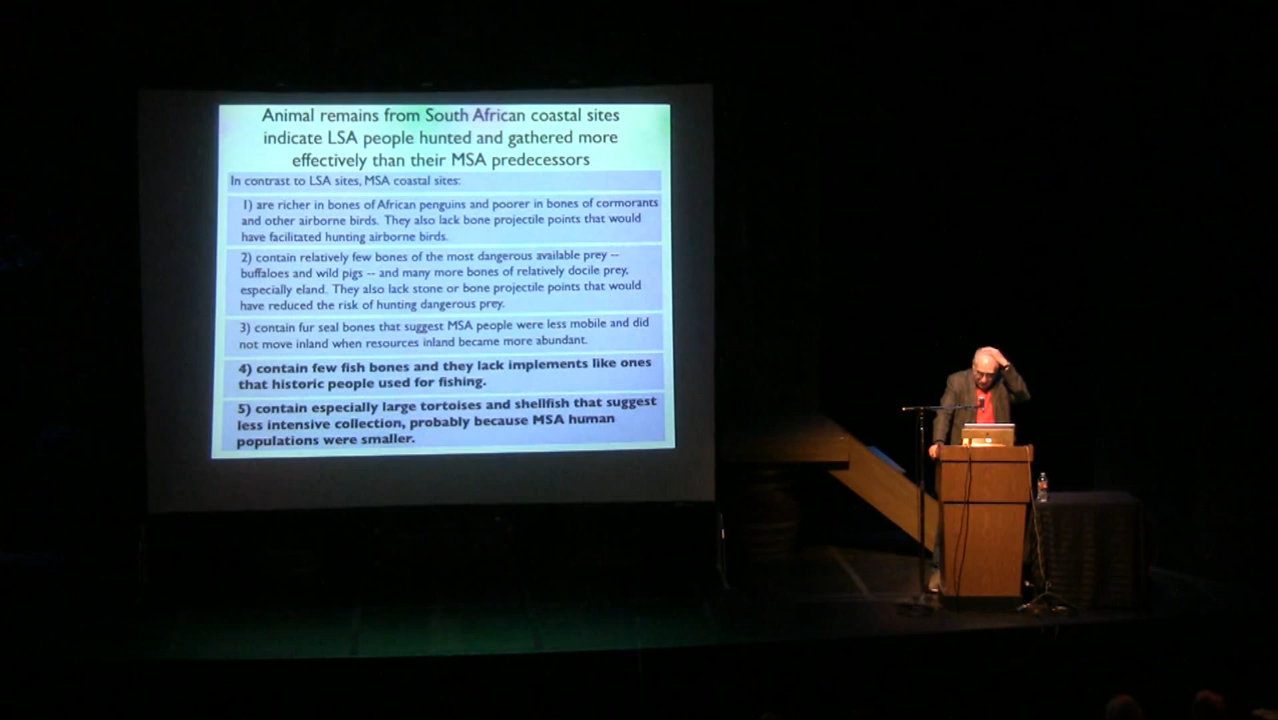 Animal remains from South African coastal sites
indicate LSA people hunted and gathered more
effectively than their MSA predecessors
In contrast to LSA sites, MSA coastal sites:
1) are richer in bones of African penguins and poorer in bones of cormorants
and other airborne birds. They also lack bone projectile points that would
have facilitated hunting airborne birds.
2) contain relatively few bones of the most dangerous available prey --
buffaloes and wild pigs -- and many more bones of relatively docile prey,
especially eland. They also lack stone or bone projectile points that would
have reduced the risk of hunting dangerous prey.
3) contain fur seal bones that suggest MSA people were less mobile and did
not move inland when resources inland became more abundant.
4) contain few fish bones and they lack implements like ones
that historic people used for fishing.
5) contain especially large tortoises and shellfish that suggest
less intensive collection, probably because MSA human
populations were smaller.